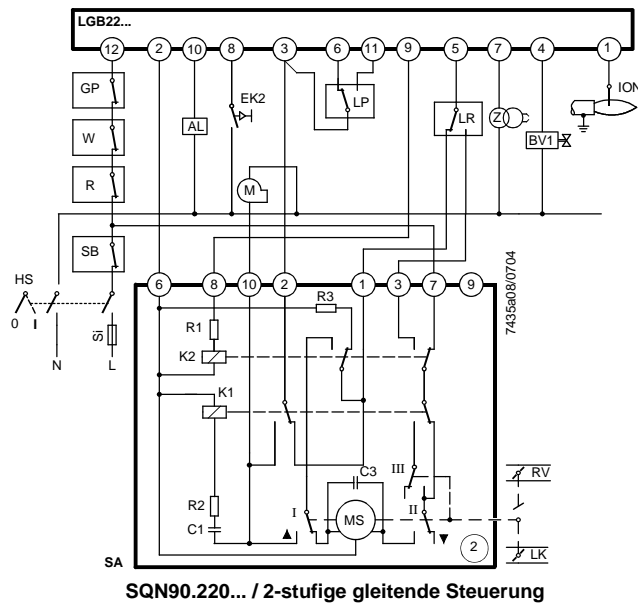 LGB22...
12 2 10 8 3 6 11 9 5 7 4 1
GP
EK2
LP
ION
W
AL
LR
Z
BV1
R
M
SB
HS
0 I
Si
N L
6 8 10 2 1 3 7 9
7435a08/0704
R3
R1
K2
K1
C3
III
RV
R2
I
MS
II
C1
2
LK
SA
SQN90.220... / 2-stufige gleitende Steuerung